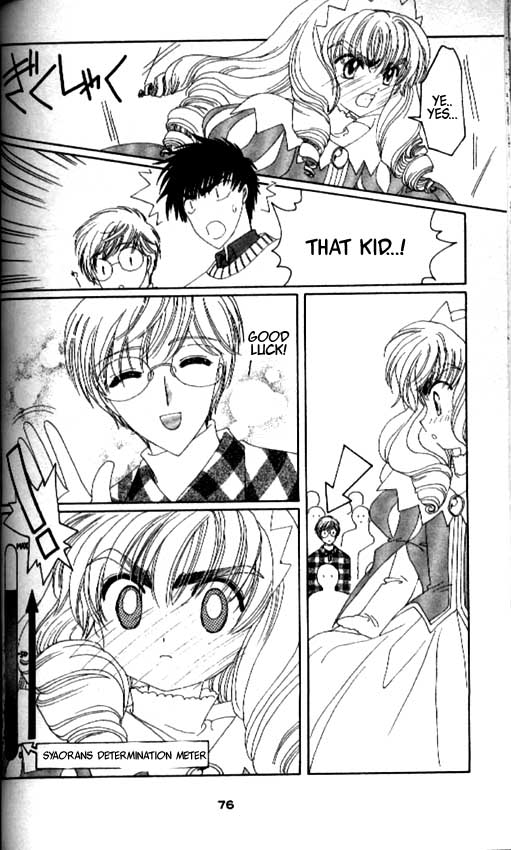 ぎくしゃく
YE..
YES...
THAT KID...!
GOOD
LUCK!
!!
SYAORANS DETERMINATION METER
76